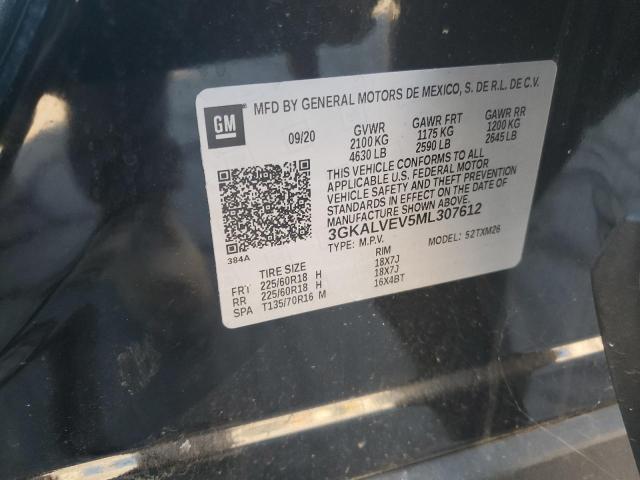 GM
MFD BY GENERAL MOTORS DE MEXICO, S. DE R.L. DE C.V.
09/20
GVWR
2100 KG
4630 LB
GAWR FRT
1175 KG
2590 LB
GAWR RR
1200 KG
2645 LB
THIS VEHICLE CONFORMS TO ALL
APPLICABLE U.S. FEDERAL MOTOR
VEHICLE SAFETY AND THEFT PREVENTION
STANDARDS IN EFFECT ON THE DATE OF
MANUFACTURE SHOWN ABOVE.
3GKALVEV5ML307612
TYPE: M.P.V. MODEL: 52TXM26
384A
TIRE SIZE RIM
FRT 225/60R18 H 18X7J
RR 225/60R18 H 18X7J
SPA T135/70R16 M 16X4BT